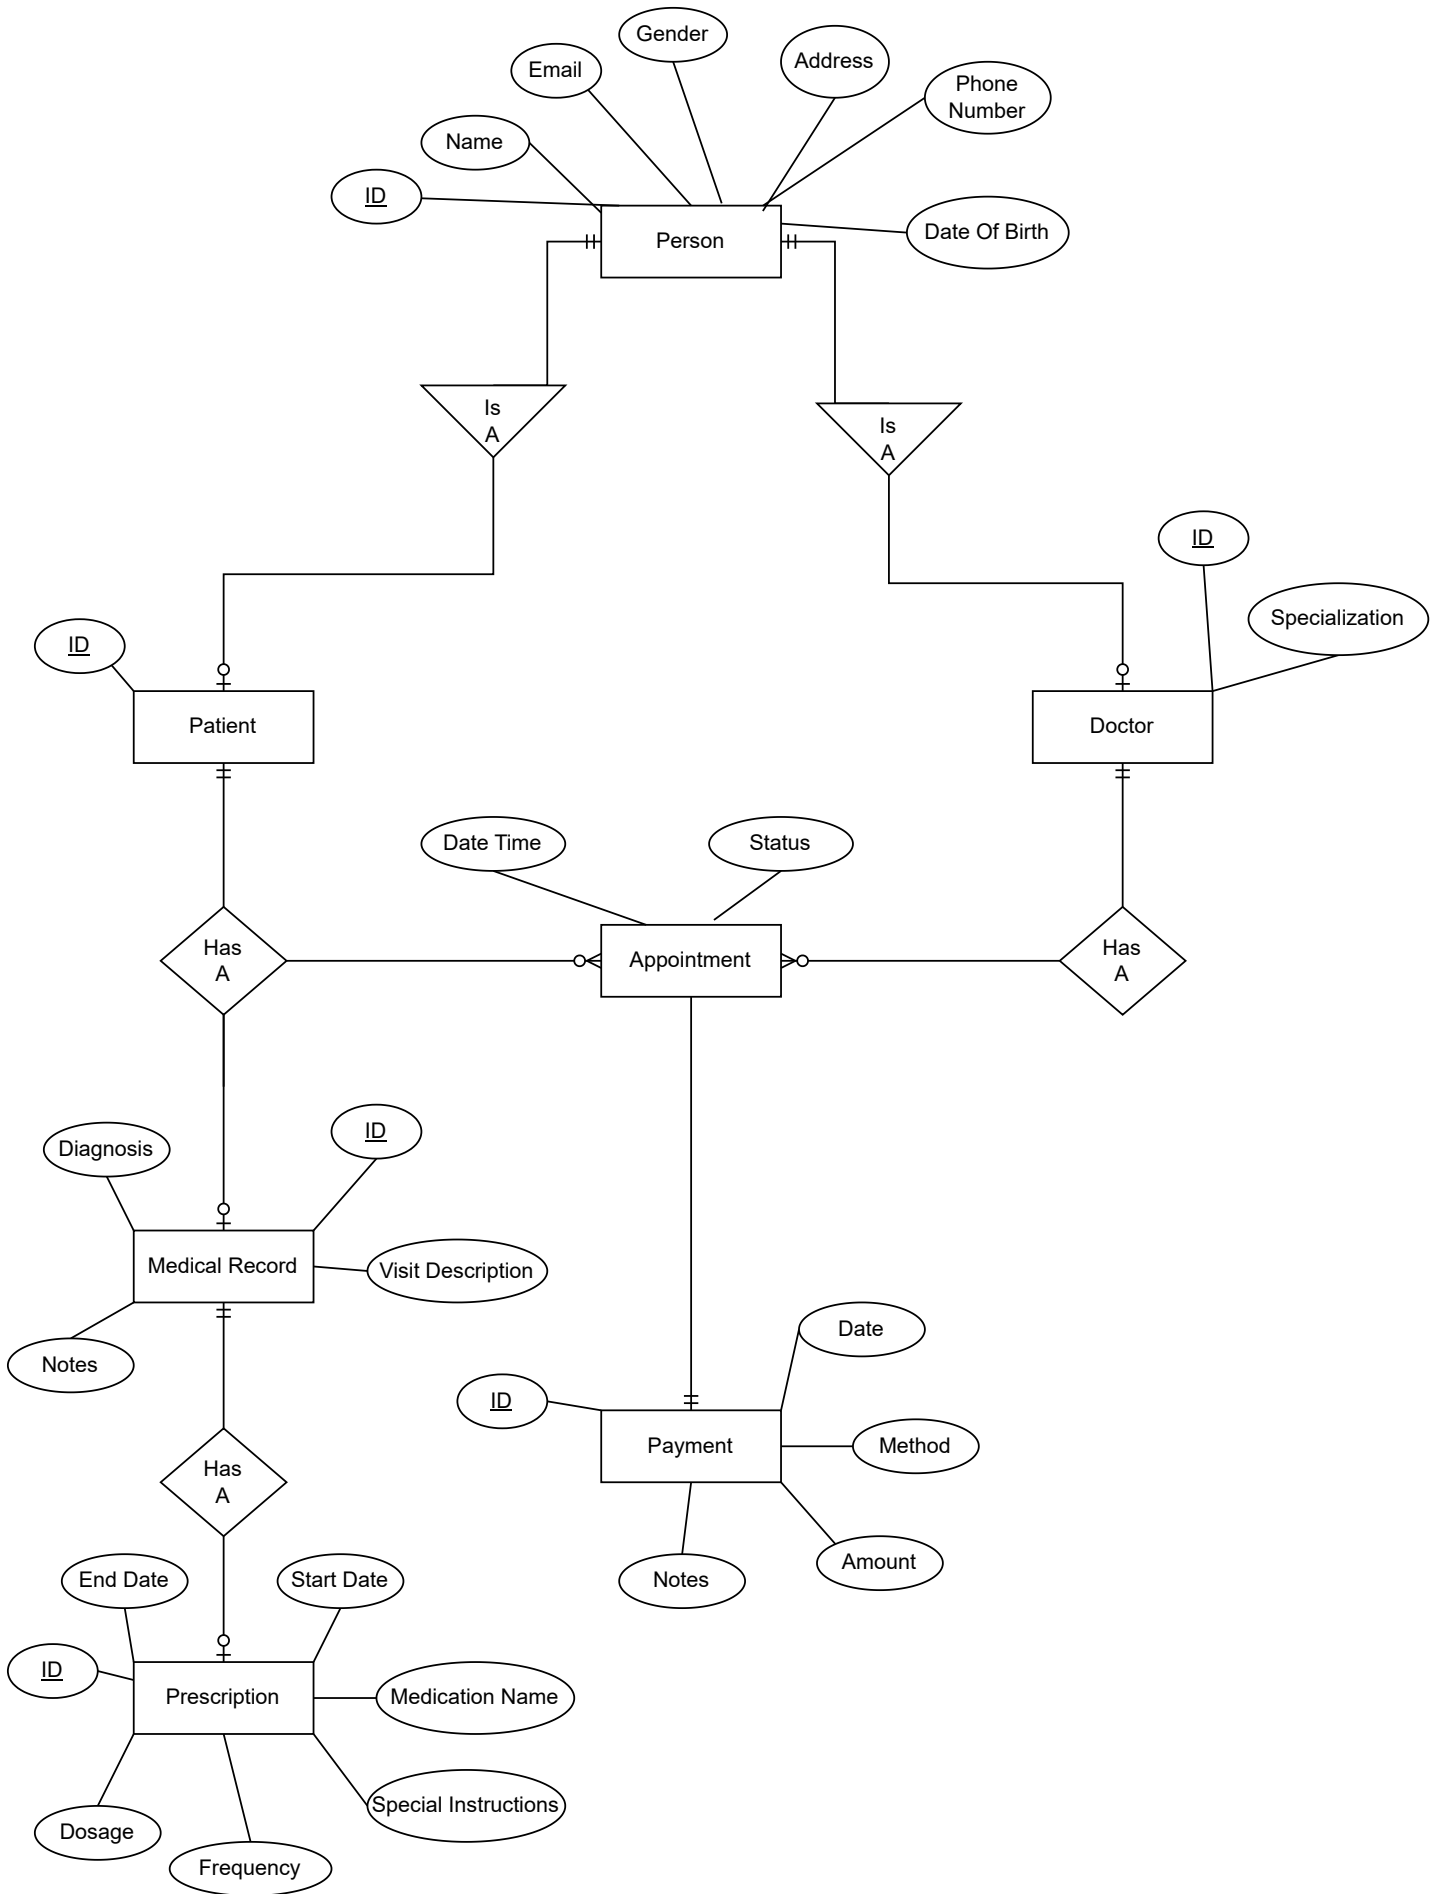 Gender
Address
Email
Phone
Number
Name
ID
Date Of Birth
Person
Is
A
Is
A
ID
Specialization
ID
Patient
Doctor
Date Time
Status
Has
A
Appointment
Has
A
Diagnosis
ID
Medical Record
Visit Description
Notes
Date
ID
Payment
Method
Has
A
Amount
Notes
End Date
Start Date
ID
Prescription
Medication Name
Special Instructions
Dosage
Frequency